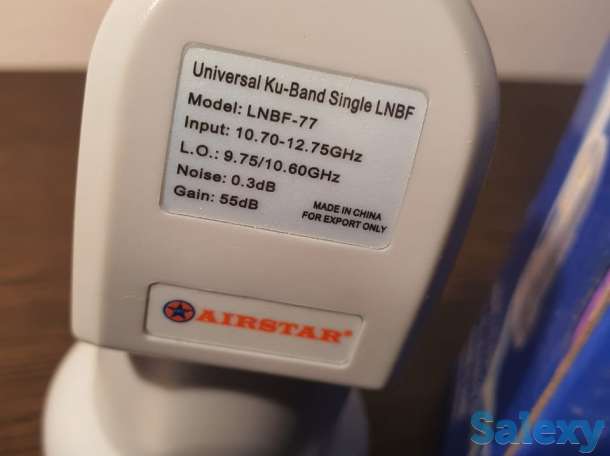 Universal Ku-Band Single LNBF
Model: LNBF-77
Input: 10.70-12.75GHz
L.O.: 9.75/10.60GHz
Noise: 0.3dB
Gain: 55dB
MADE IN CHINA
FOR EXPORT ONLY
AIRSTAR®
Salexy